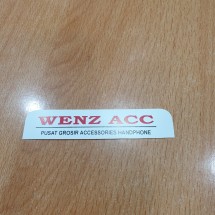 WENZ ACC
PUSAT GROSIR ACCESSORIES HANDPHONE